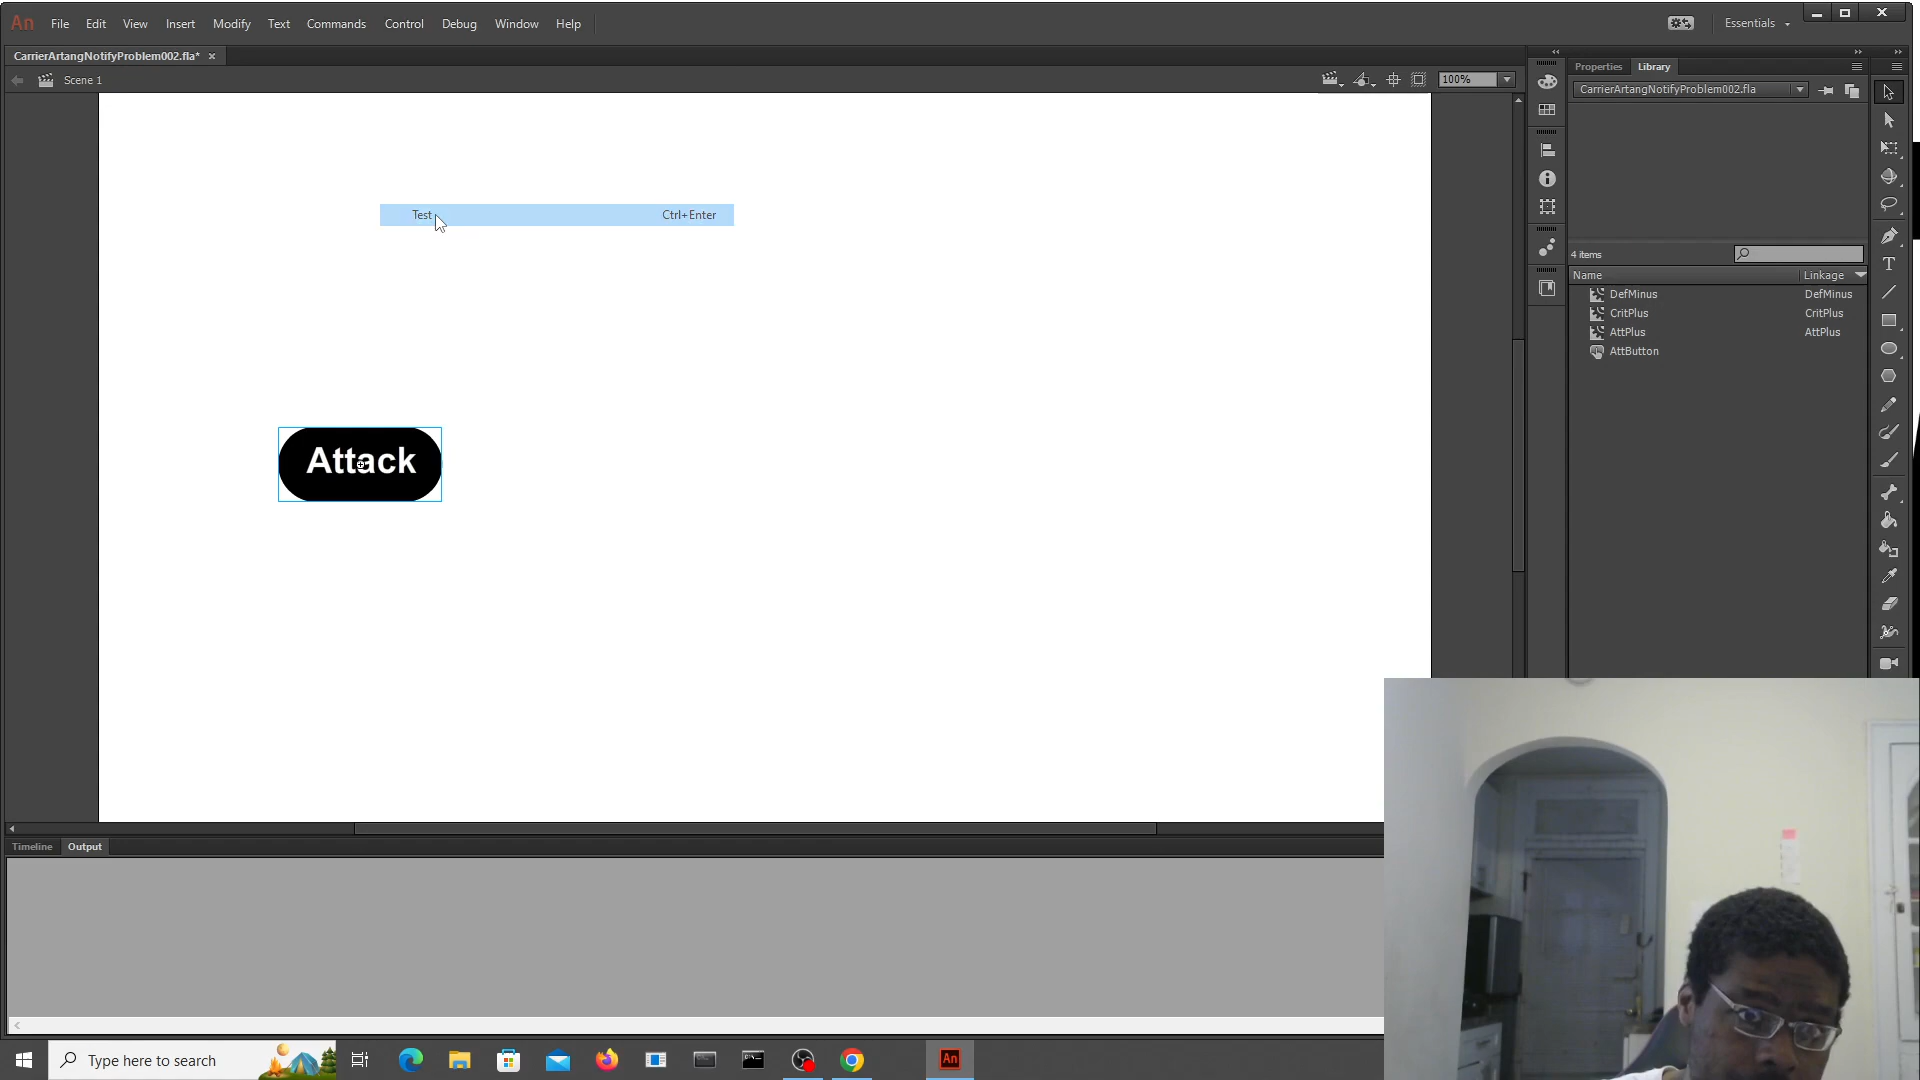 An File Edit View Insert Modify Text Commands Control Debug Window Help Essentials
CarrierArtangNotifyProblem002.fla* ×
Scene 1 100%
Properties Library
CarrierArtangNotifyProblem002.fla
Test Ctrl+Enter
4 items
Name Linkage
DefMinus DefMinus
CritPlus CritPlus
AttPlus AttPlus
AttButton
Attack
Timeline Output
Type here to search An